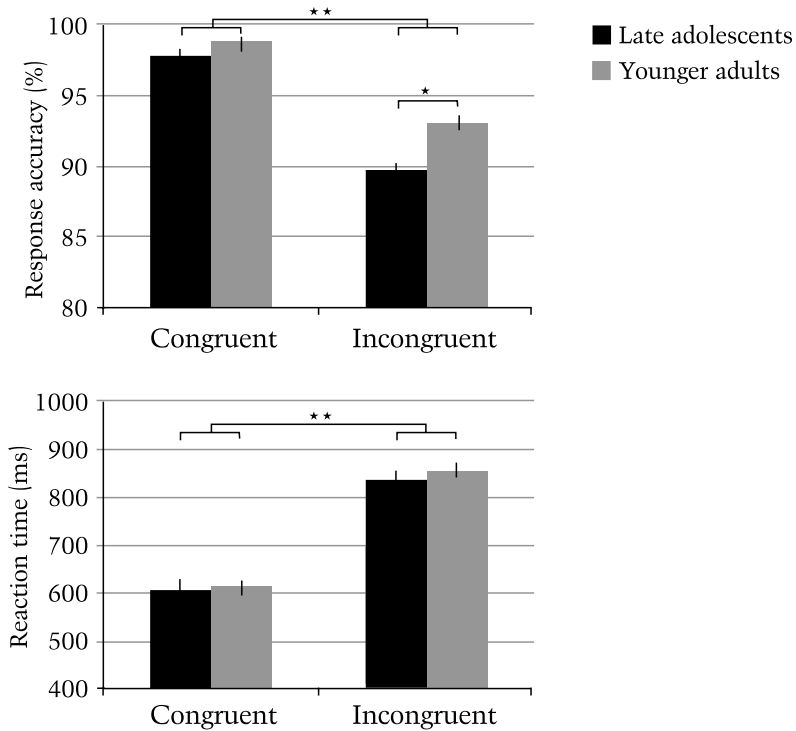 ★★
★
Late adolescents
Younger adults
Response accuracy (%)
100
95
90
85
80
Congruent Incongruent
★★
Reaction time (ms)
1000
900
800
700
600
500
400
Congruent Incongruent